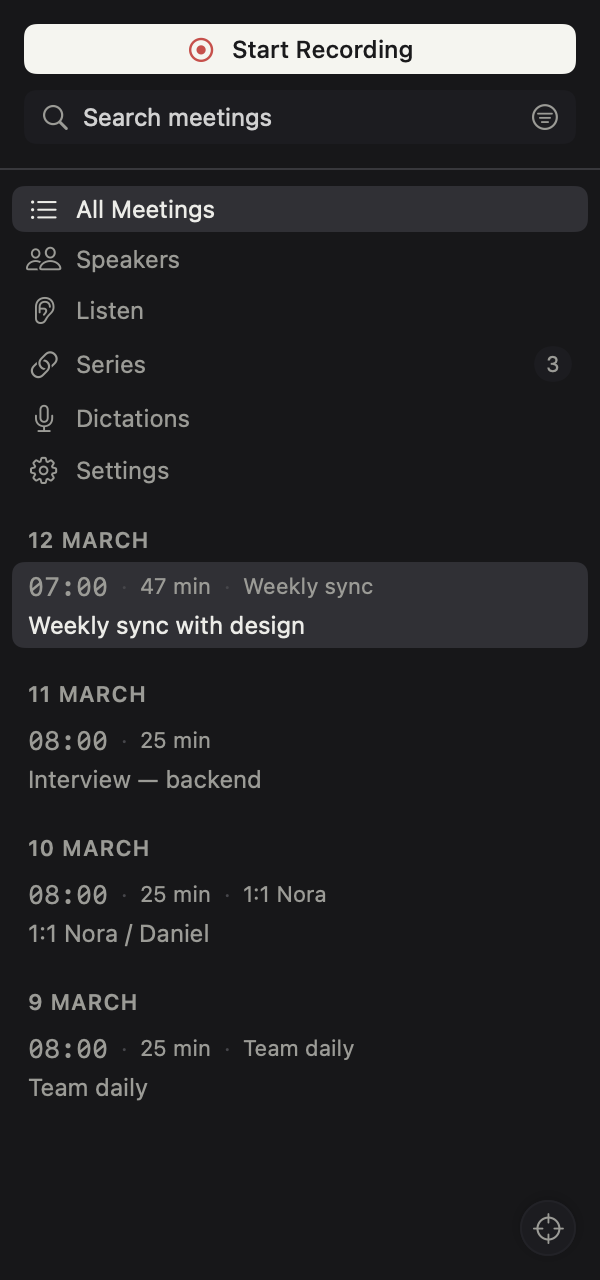 Start Recording
Search meetings
All Meetings
Speakers
Listen
Series 3
Dictations
Settings
12 MARCH
07:00 · 47 min · Weekly sync
Weekly sync with design
11 MARCH
08:00 · 25 min
Interview — backend
10 MARCH
08:00 · 25 min · 1:1 Nora
1:1 Nora / Daniel
9 MARCH
08:00 · 25 min · Team daily
Team daily